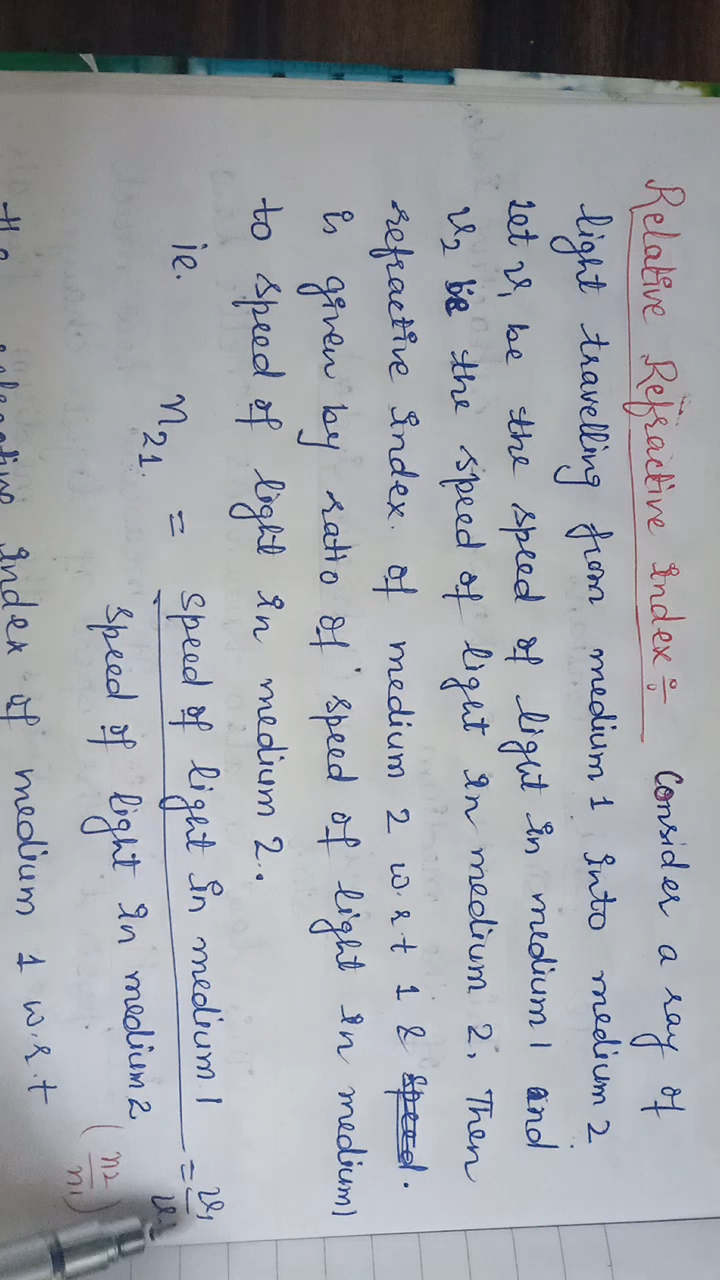 Relative Refractive Index :- Consider a ray of
light travelling from medium 1 into medium 2
Let v1 be the speed of light in medium 1 and
v2 be the speed of light in medium 2. Then
refractive index of medium 2 w.r.t 1 & speed.
is given by ratio of speed of light in medium 1
to speed of light in medium 2.
ie. n21 = speed of light in medium 1 / speed of light in medium 2 = v1 /
(n2/n1)
index of medium 1 w.r.t